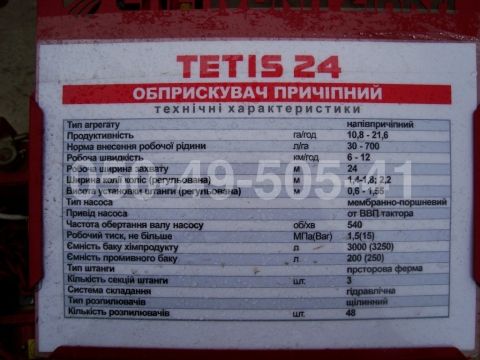 TETIS 24
ОБПРИСКУВАЧ ПРИЧІПНИЙ
технічні характеристики
Тип агрегату напівпричіпний
Продуктивність га/год 10,8 - 21,6
Норма внесення робочої рідини л/га 30 - 700
Робоча швидкість км/год 6 - 12
Робоча ширина захвату м 24
Ширина колії коліс (регульована) м 1,4-1,8; 2,2
Висота установки штанги (регульована) м 0,6 - 1,55
Тип насоса мембранно-поршневий
Привід насоса от ВВП тактора
Частота обертання валу насосу об/хв 540
Робочий тиск, не більше МПа(Bar) 1,5(15)
Ємність баку хімпродукту л 3000 (3250)
Ємність промивного баку л 200 (250)
Тип штанги прсторова ферма
Кількість секцій штанги шт. 3
Система складання гідравлічна
Тип розпилювачів щілинний
Кількість розпилювачів шт. 48